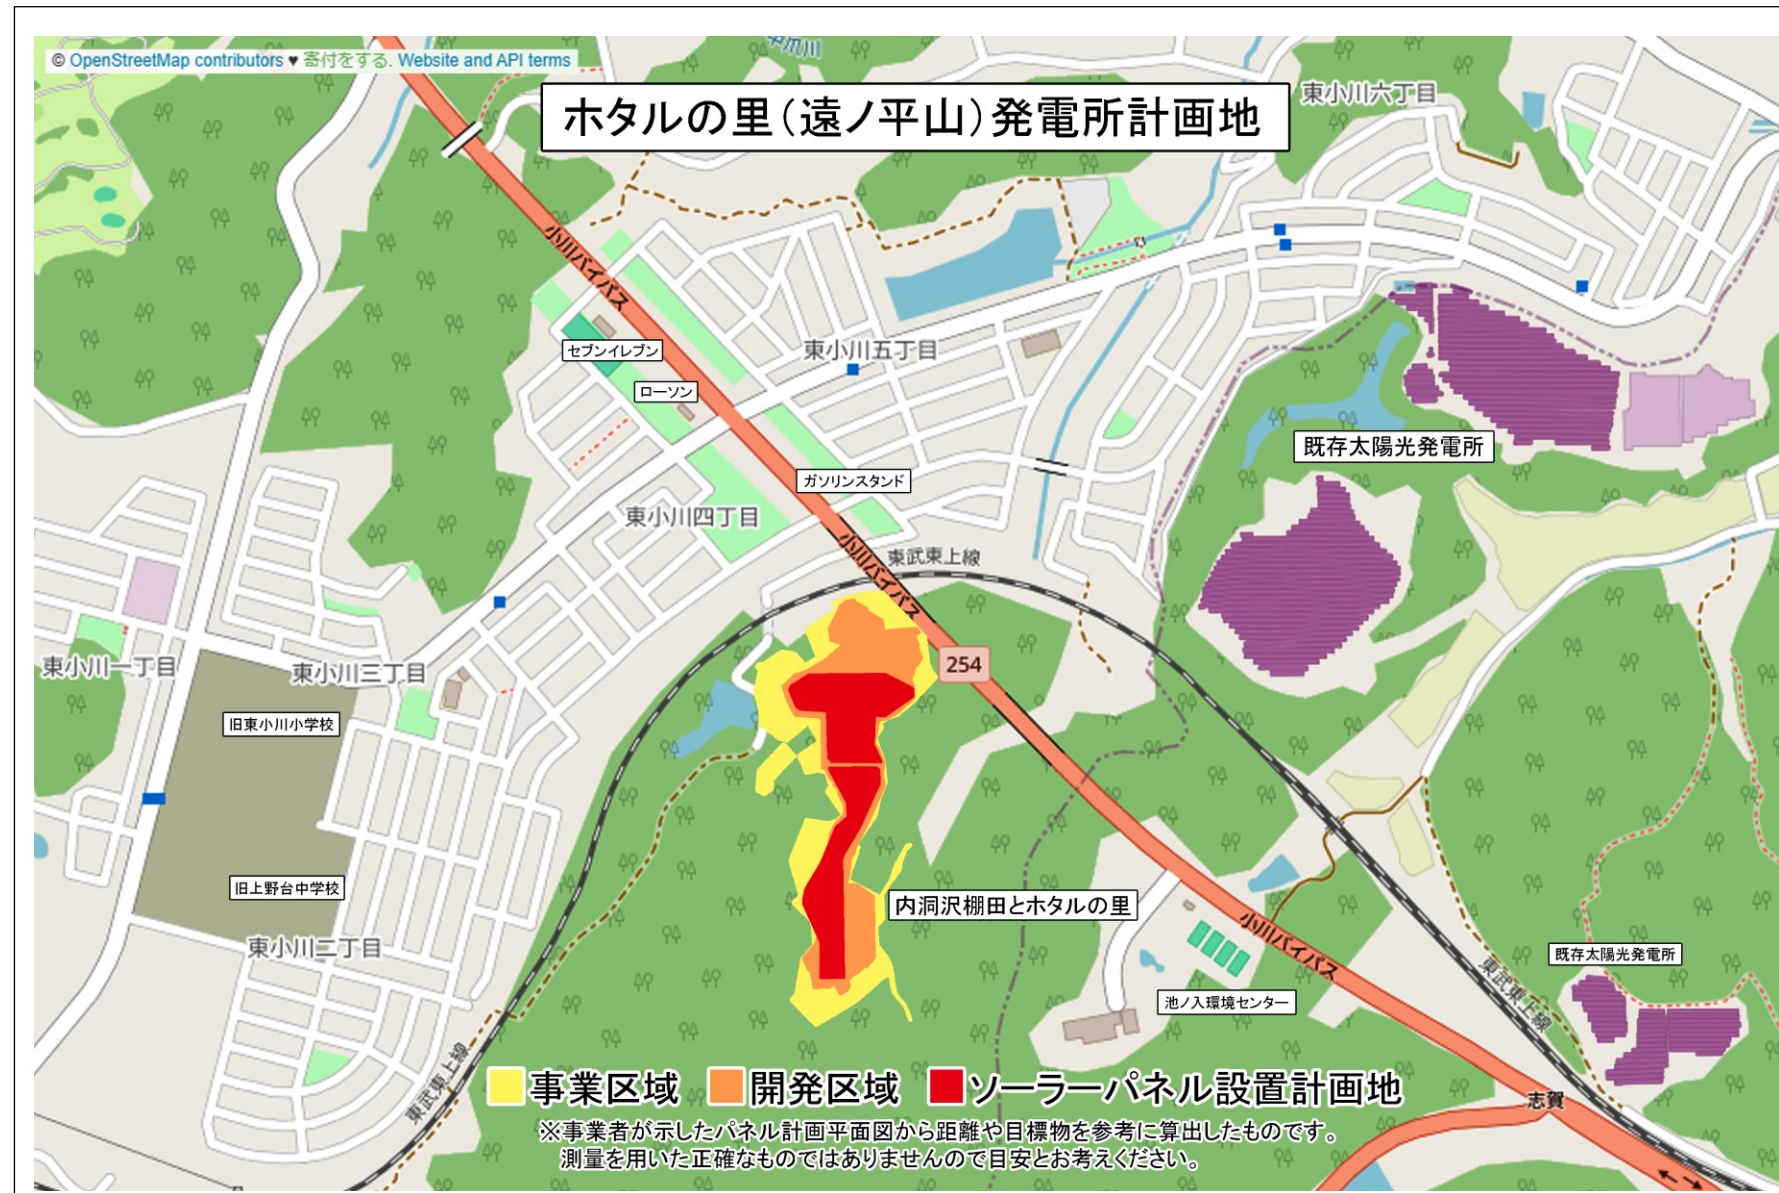 © OpenStreetMap contributors ♥ 寄付をする. Website and API terms
ホタルの里(遠ノ平山)発電所計画地
東小川六丁目
小川バイパス
セブンイレブン
東小川五丁目
ローソン
既存太陽光発電所
ガソリンスタンド
東小川四丁目
小川バイパス
東武東上線
254
東小川一丁目
東小川三丁目
旧東小川小学校
旧上野台中学校
内洞沢棚田とホタルの里
東小川二丁目
小川バイパス
既存太陽光発電所
東武東上線
池ノ入環境センター
東武東上線
事業区域 開発区域 ソーラーパネル設置計画地
志賀
※事業者が示したパネル計画平面図から距離や目標物を参考に算出したものです。
測量を用いた正確なものではありませんので目安とお考えください。